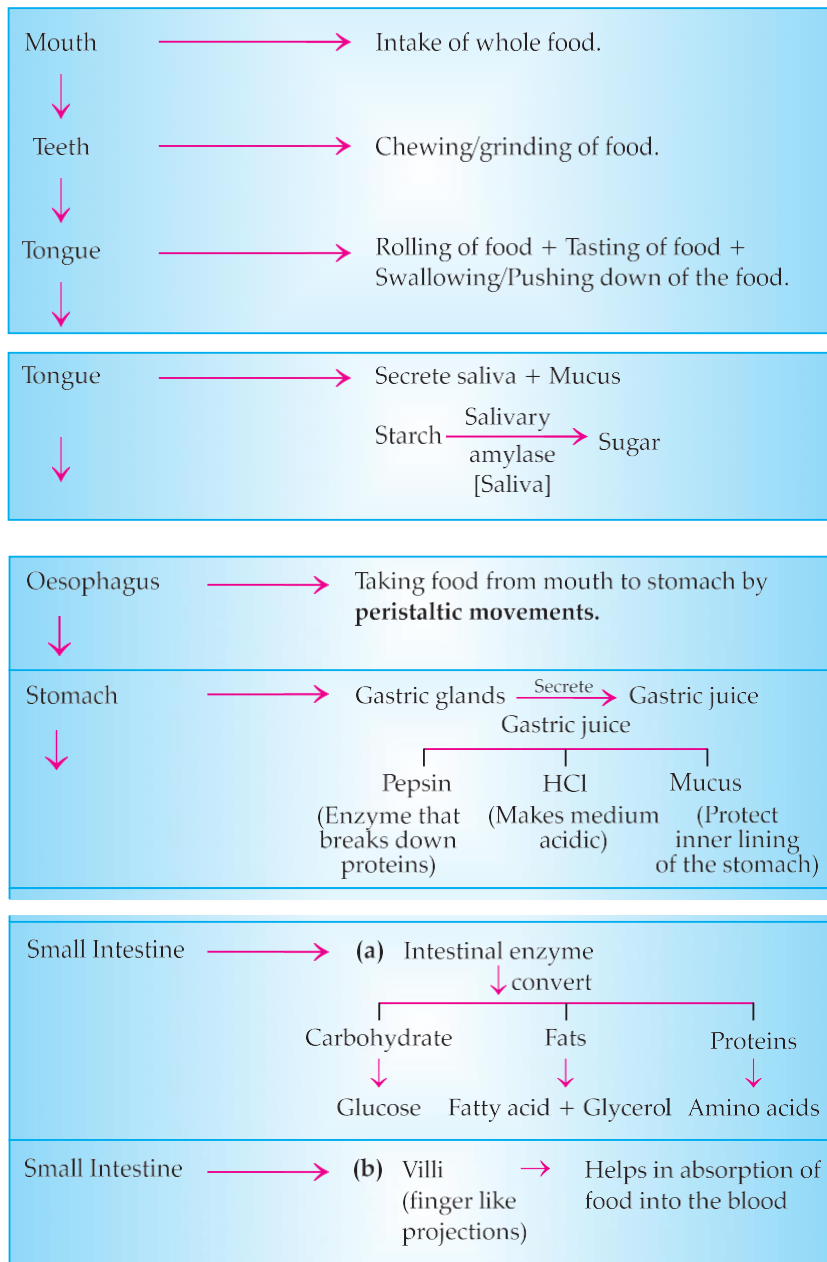 Mouth
Intake of whole food.
Teeth
Chewing/grinding of food.
Tongue
Rolling of food + Tasting of food +
Swallowing/Pushing down of the food.
Tongue
Secrete saliva + Mucus
Salivary
Starch
Sugar
amylase
[Saliva]
Oesophagus
Taking food from mouth to stomach by
peristaltic movements.
Stomach
Gastric glands
Secrete
Gastric juice
Gastric juice
Pepsin
(Enzyme that
breaks down
proteins)
HCl
(Makes medium
acidic)
Mucus
(Protect
inner lining
of the stomach)
Small Intestine
(a) Intestinal enzyme
convert
Carbohydrate
Fats
Proteins
Glucose
Fatty acid + Glycerol
Amino acids
Small Intestine
(b) Villi
(finger like
projections)
Helps in absorption of
food into the blood